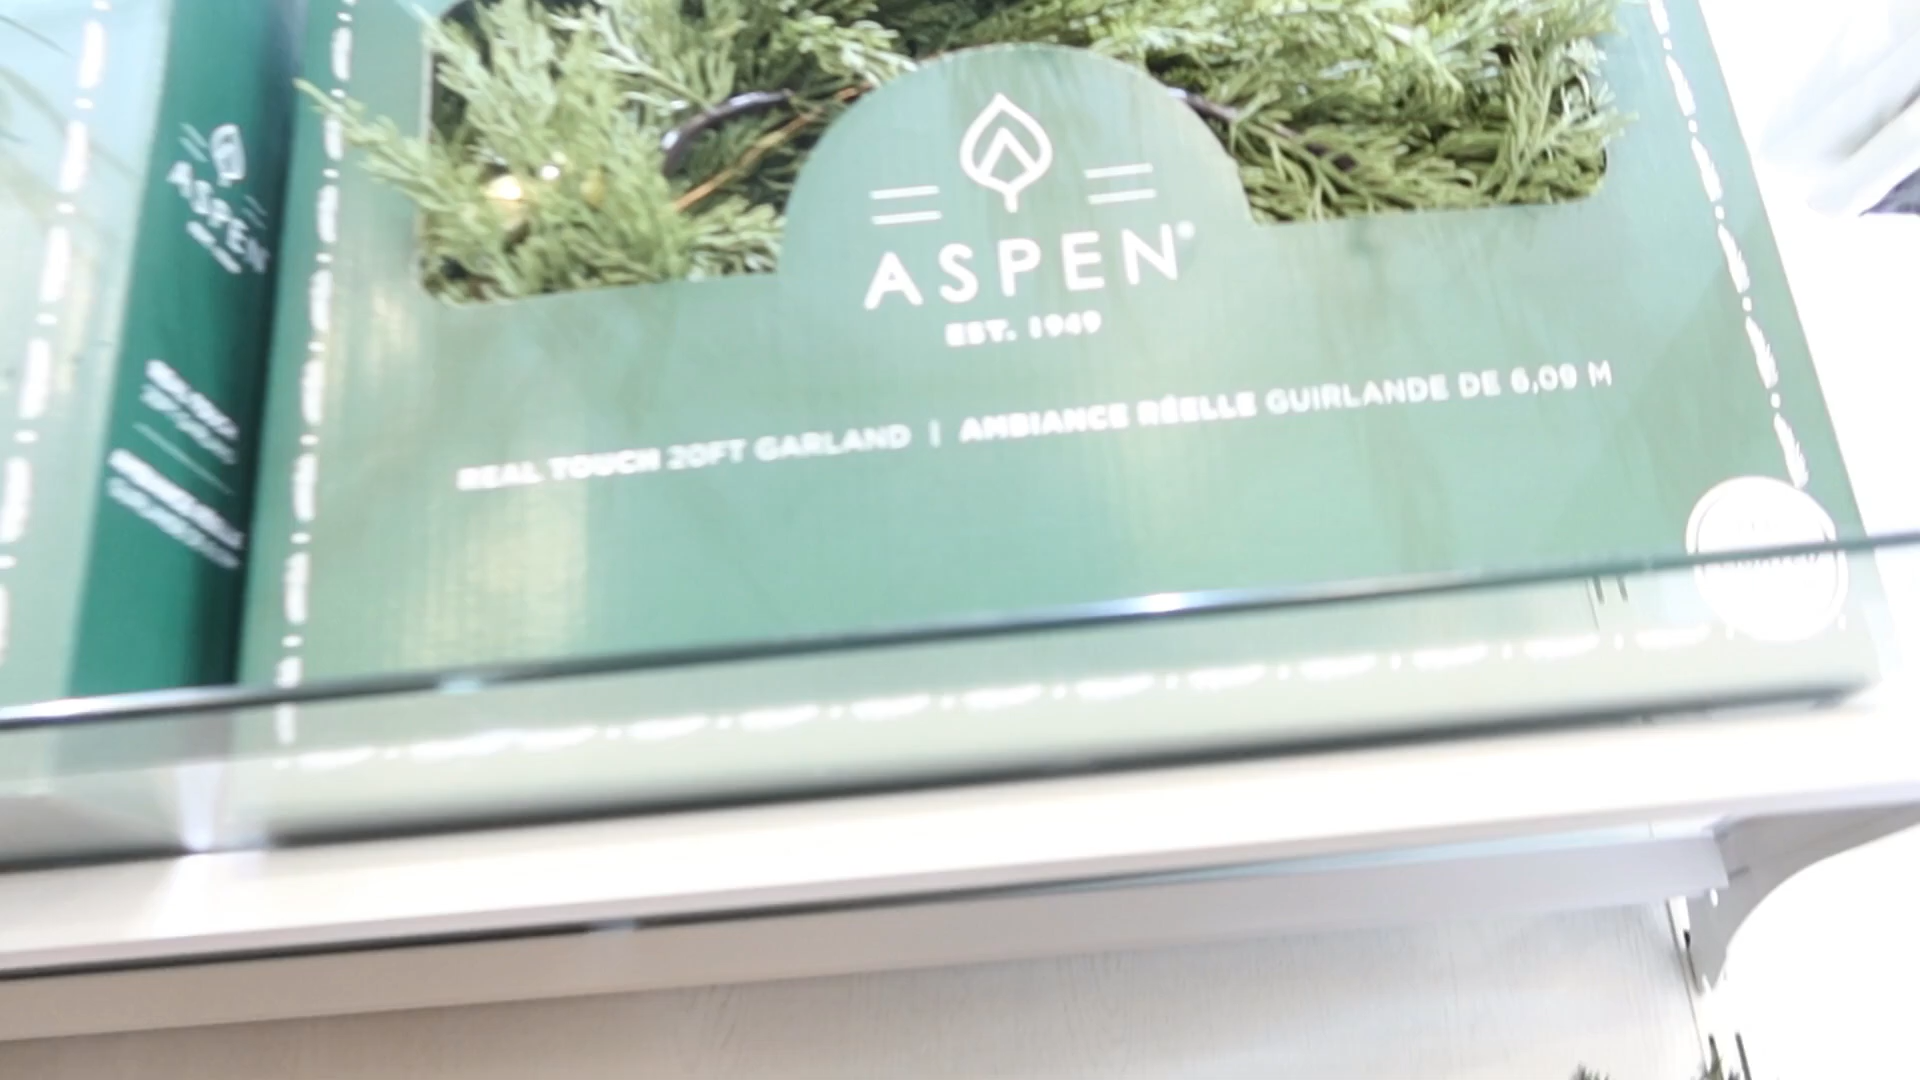 ASPEN®
EST. 1949
REAL TOUCH 20FT GARLAND | AMBIANCE RÉELLE GUIRLANDE DE 6,09 M
ASPEN